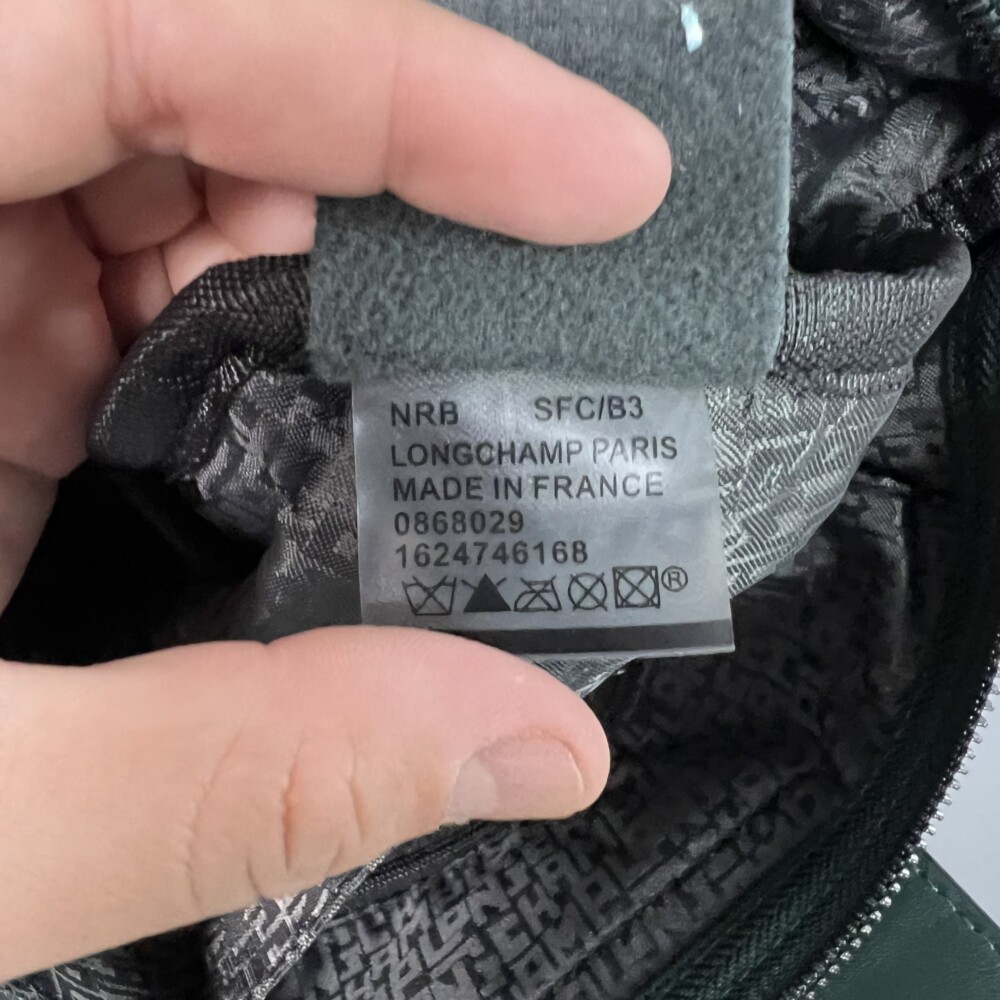 NRB SFC/B3
LONGCHAMP PARIS
MADE IN FRANCE
0868029
1624746168
®